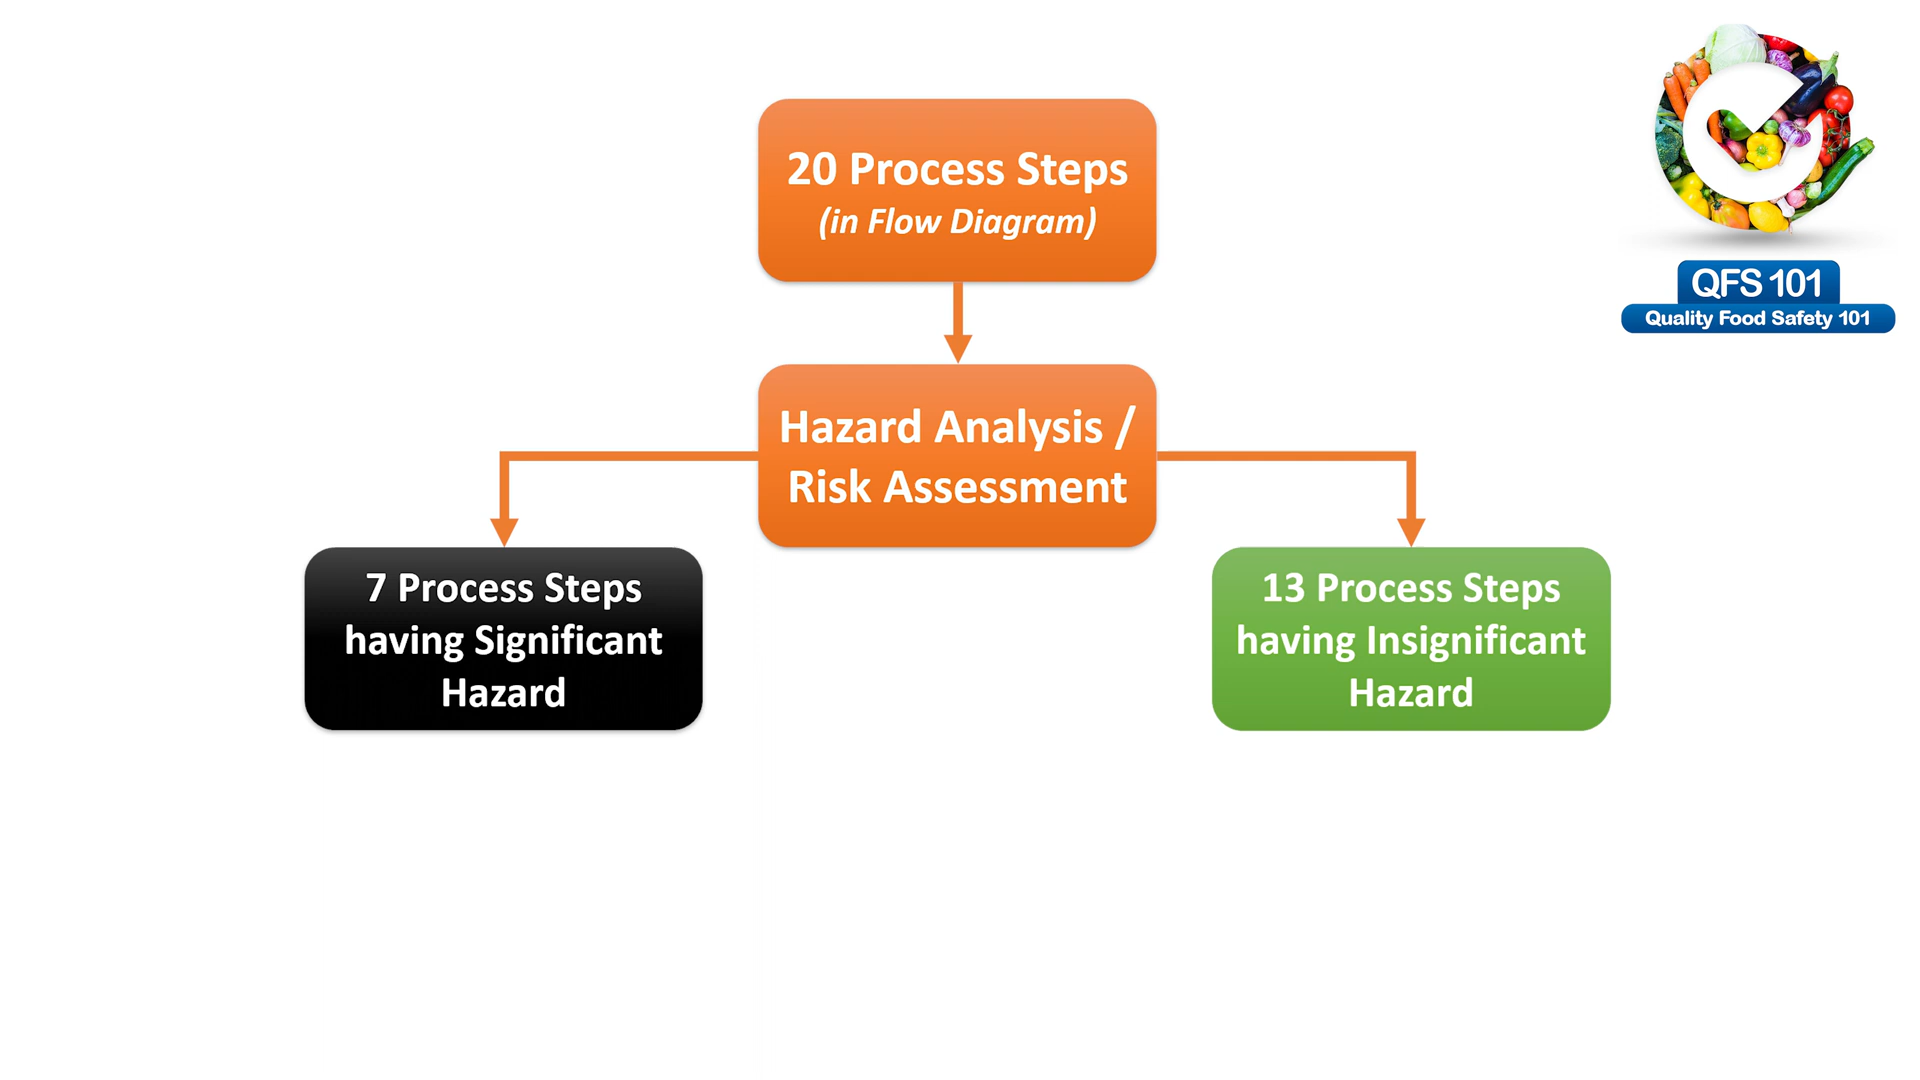 20 Process Steps
(in Flow Diagram)
Hazard Analysis /
Risk Assessment
7 Process Steps
having Significant
Hazard
13 Process Steps
having Insignificant
Hazard
QFS 101
Quality Food Safety 101